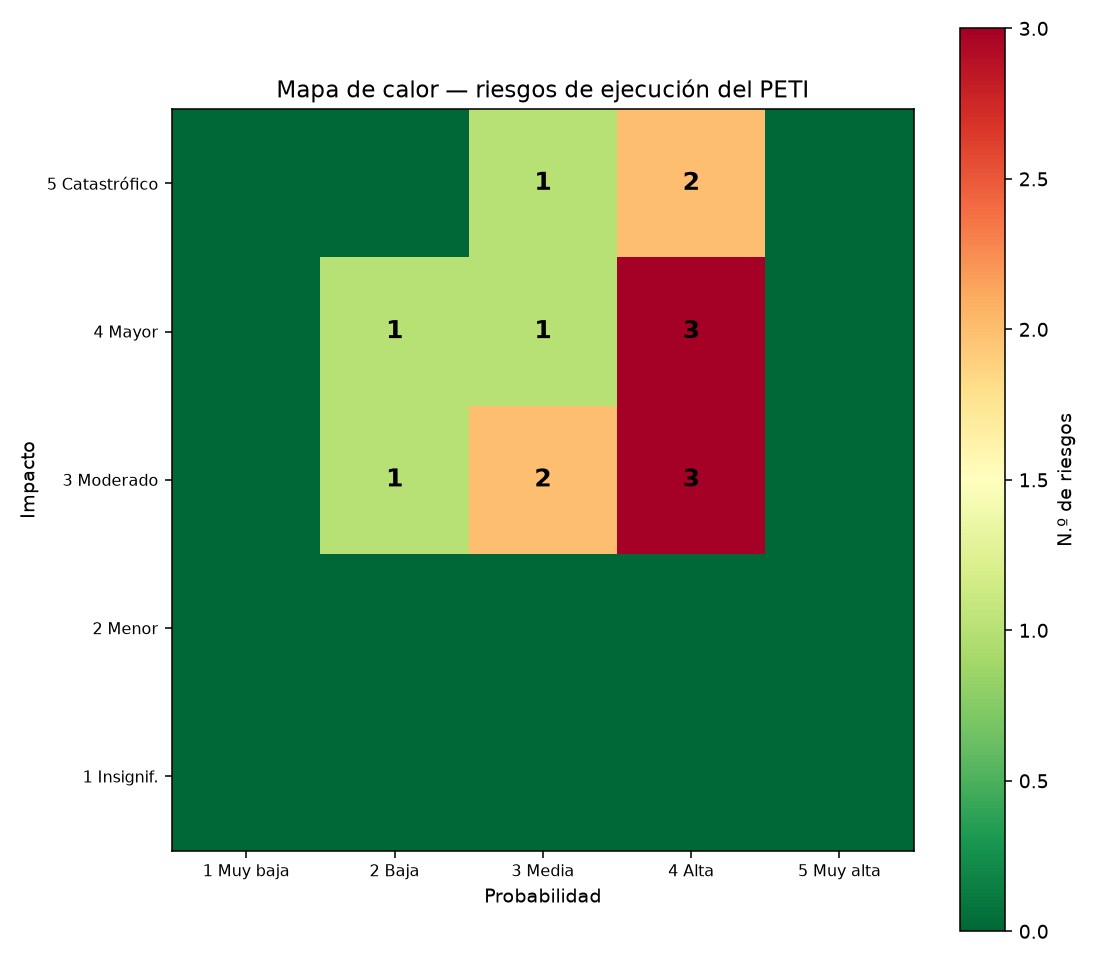 Mapa de calor — riesgos de ejecución del PETI
5 Catastrófico
4 Mayor
3 Moderado
2 Menor
1 Insignif.
Impacto
1 2
1 1 3
1 2 3
1 Muy baja 2 Baja 3 Media 4 Alta 5 Muy alta
Probabilidad
3.0
2.5
2.0
1.5
1.0
0.5
0.0
N.º de riesgos